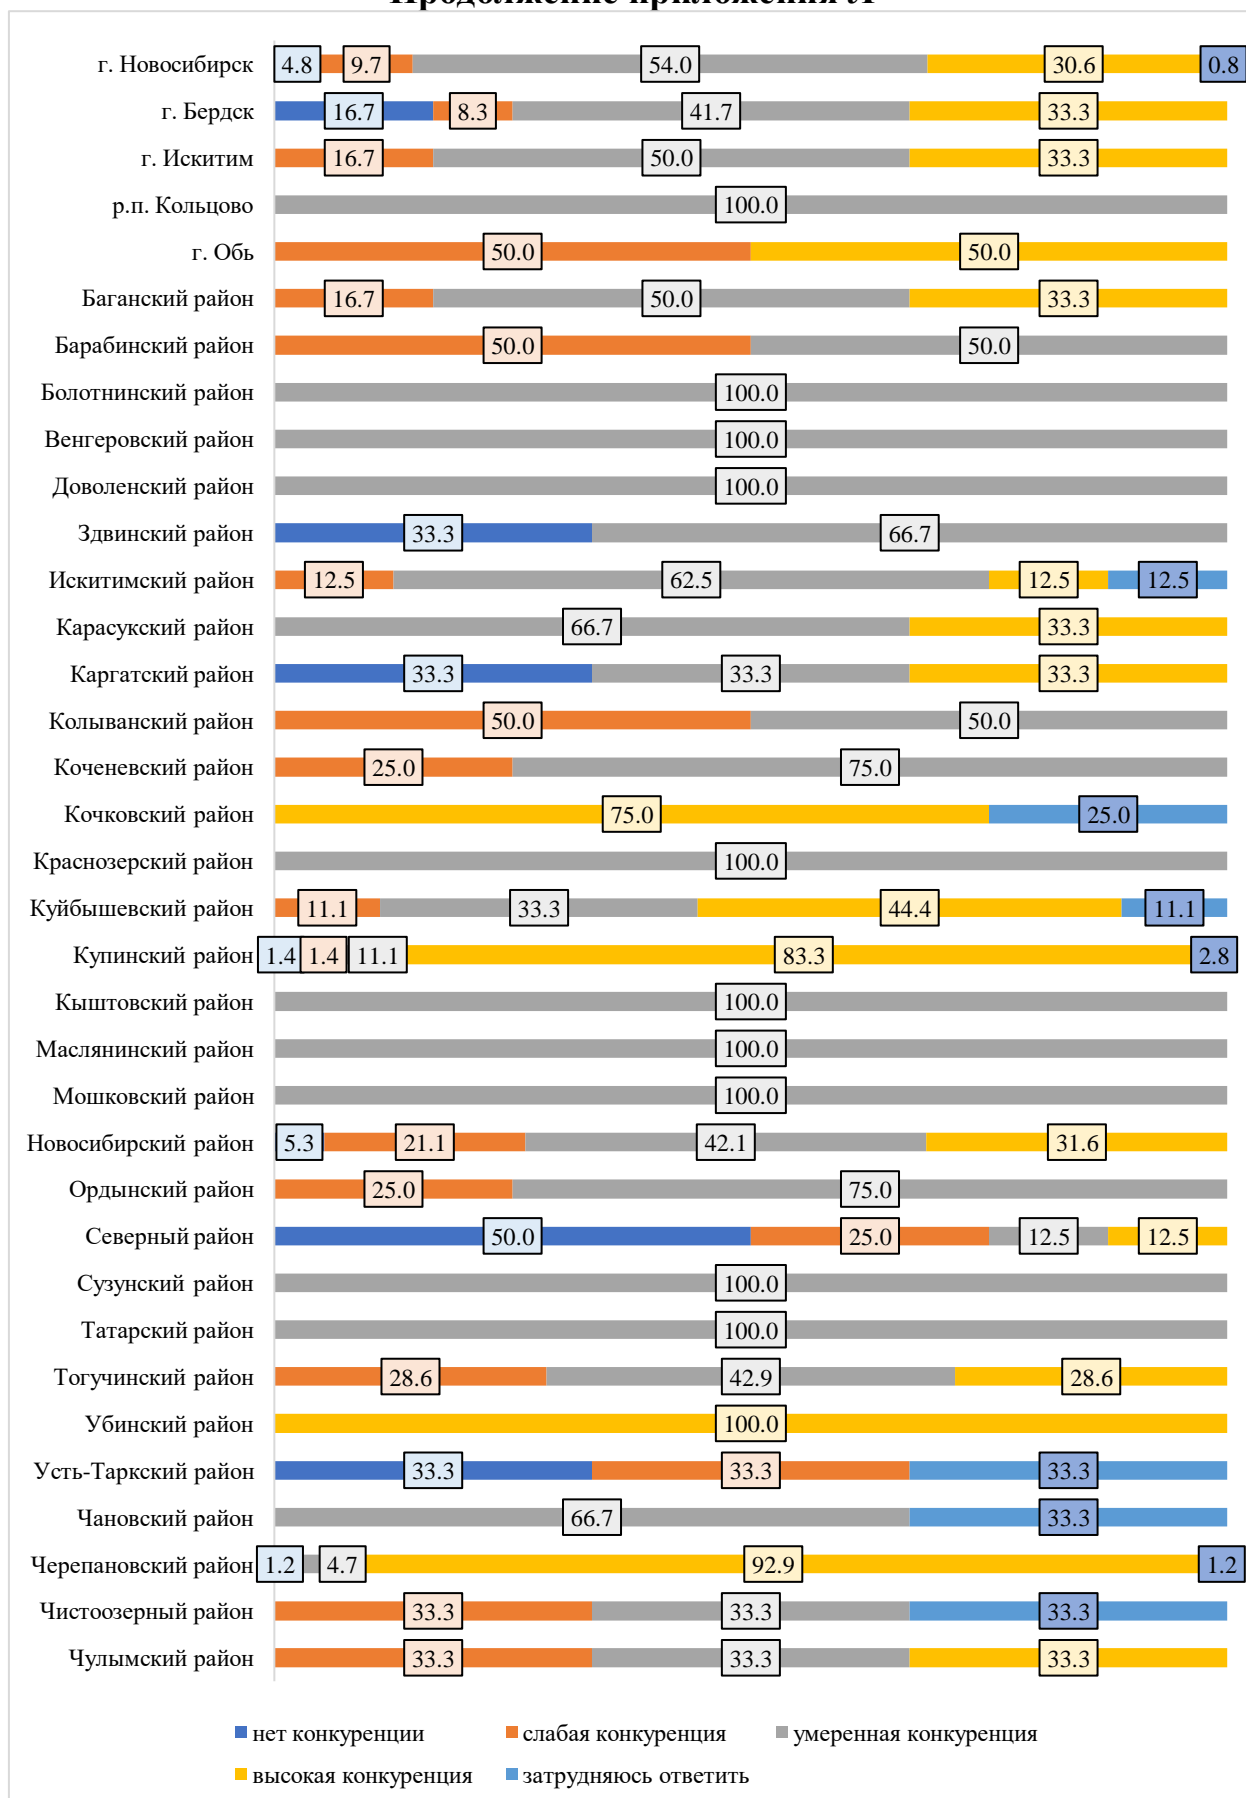 Продолжение приложения Л
г. Новосибирск 4.8 9.7 54.0 30.6 0.8
г. Бердск 16.7 8.3 41.7 33.3
г. Искитим 16.7 50.0 33.3
р.п. Кольцово 100.0
г. Обь 50.0 50.0
Баганский район 16.7 50.0 33.3
Барабинский район 50.0 50.0
Болотнинский район 100.0
Венгеровский район 100.0
Доволенский район 100.0
Здвинский район 33.3 66.7
Искитимский район 12.5 62.5 12.5 12.5
Карасукский район 66.7 33.3
Каргатский район 33.3 33.3 33.3
Колыванский район 50.0 50.0
Коченевский район 25.0 75.0
Кочковский район 75.0 25.0
Краснозерский район 100.0
Куйбышевский район 11.1 33.3 44.4 11.1
Купинский район 1.4 1.4 11.1 83.3 2.8
Кыштовский район 100.0
Маслянинский район 100.0
Мошковский район 100.0
Новосибирский район 5.3 21.1 42.1 31.6
Ордынский район 25.0 75.0
Северный район 50.0 25.0 12.5 12.5
Сузунский район 100.0
Татарский район 100.0
Тогучинский район 28.6 42.9 28.6
Убинский район 100.0
Усть-Таркский район 33.3 33.3 33.3
Чановский район 66.7 33.3
Черепановский район 1.2 4.7 92.9 1.2
Чистоозерный район 33.3 33.3 33.3
Чулымский район 33.3 33.3 33.3
нет конкуренции слабая конкуренция умеренная конкуренция
высокая конкуренция затрудняюсь ответить